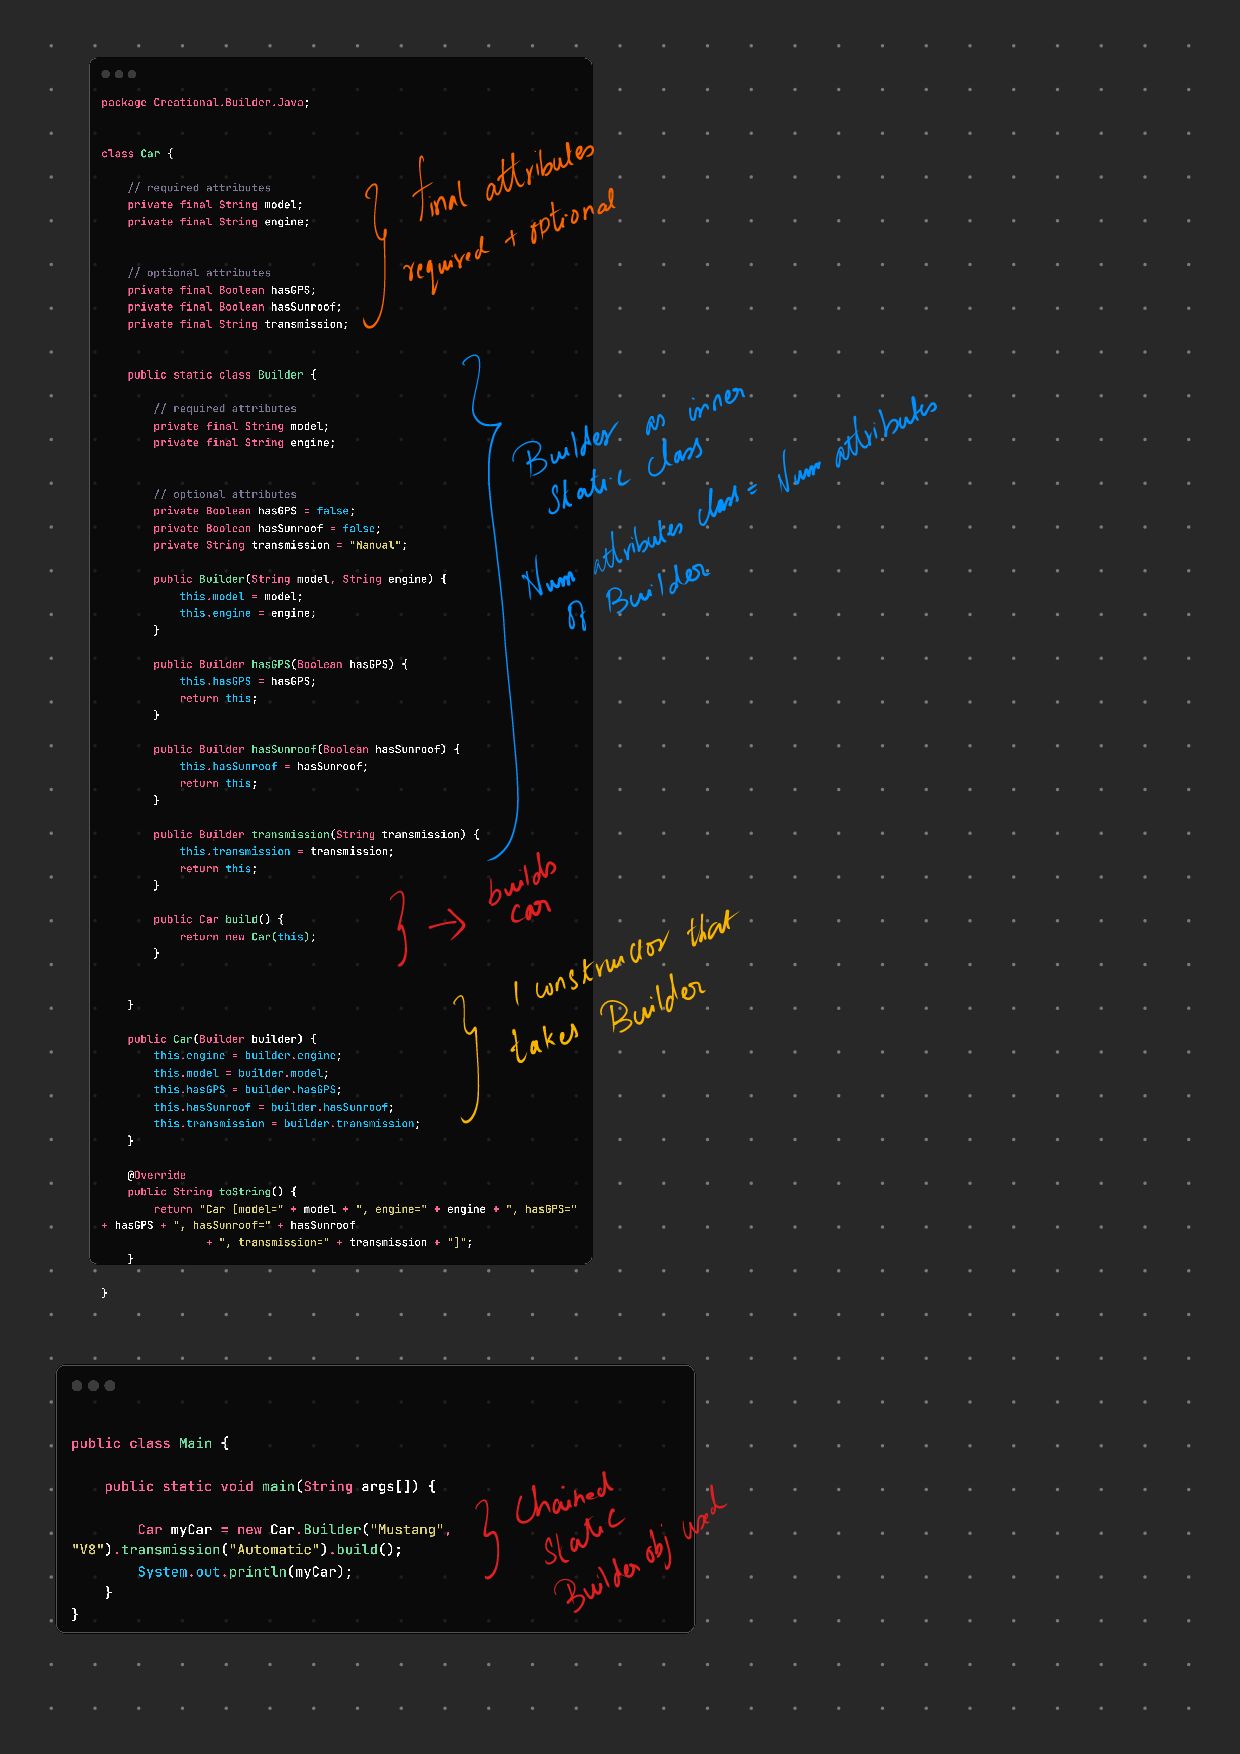 package Creational.Builder.Java;
class Car {
// required attributes
private final String model;
private final String engine;
// optional attributes
private final Boolean hasGPS;
private final Boolean hasSunroof;
private final String transmission;
final attributes
required + optional
public static class Builder {
// required attributes
private final String model;
private final String engine;
// optional attributes
private Boolean hasGPS = false;
private Boolean hasSunroof = false;
private String transmission = "Manual";
public Builder(String model, String engine) {
this.model = model;
this.engine = engine;
}
public Builder hasGPS(Boolean hasGPS) {
this.hasGPS = hasGPS;
return this;
}
public Builder hasSunroof(Boolean hasSunroof) {
this.hasSunroof = hasSunroof;
return this;
}
public Builder transmission(String transmission) {
this.transmission = transmission;
return this;
}
Builder as inner
Static class
Num attributes class = Num attributes
of Builder
public Car build() {
return new Car(this);
}
→ builds
car
}
public Car(Builder builder) {
this.engine = builder.engine;
this.model = builder.model;
this.hasGPS = builder.hasGPS;
this.hasSunroof = builder.hasSunroof;
this.transmission = builder.transmission;
}
1 constructor that
takes Builder
@Override
public String toString() {
return "Car [model=" + model + ", engine=" + engine + ", hasGPS="
+ hasGPS + ", hasSunroof=" + hasSunroof
+ ", transmission=" + transmission + "]";
}
}
public class Main {
public static void main(String args[]) {
Car myCar = new Car.Builder("Mustang",
"V8").transmission("Automatic").build();
System.out.println(myCar);
}
}
Chained
Static
Builder obj used